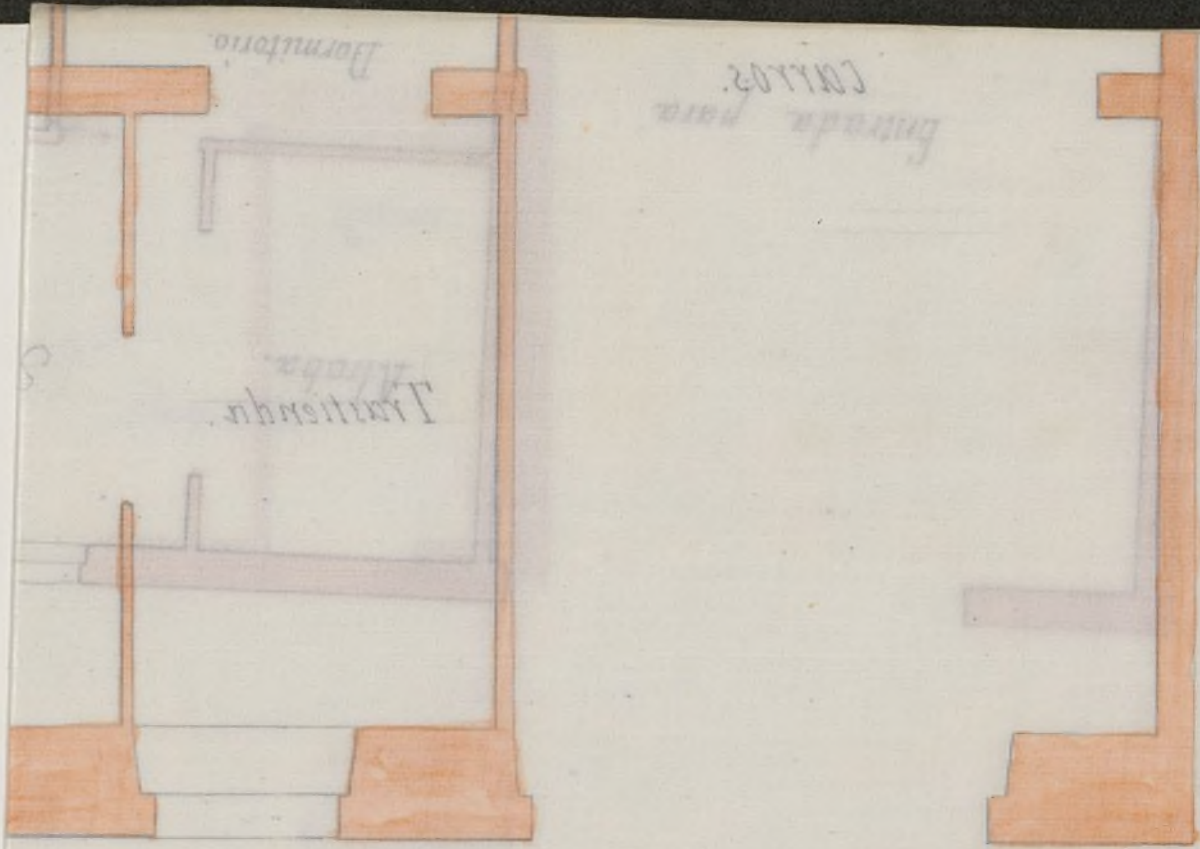 Dormitorio.
Entrada para
carros.
Alcoba.
Trastienda.